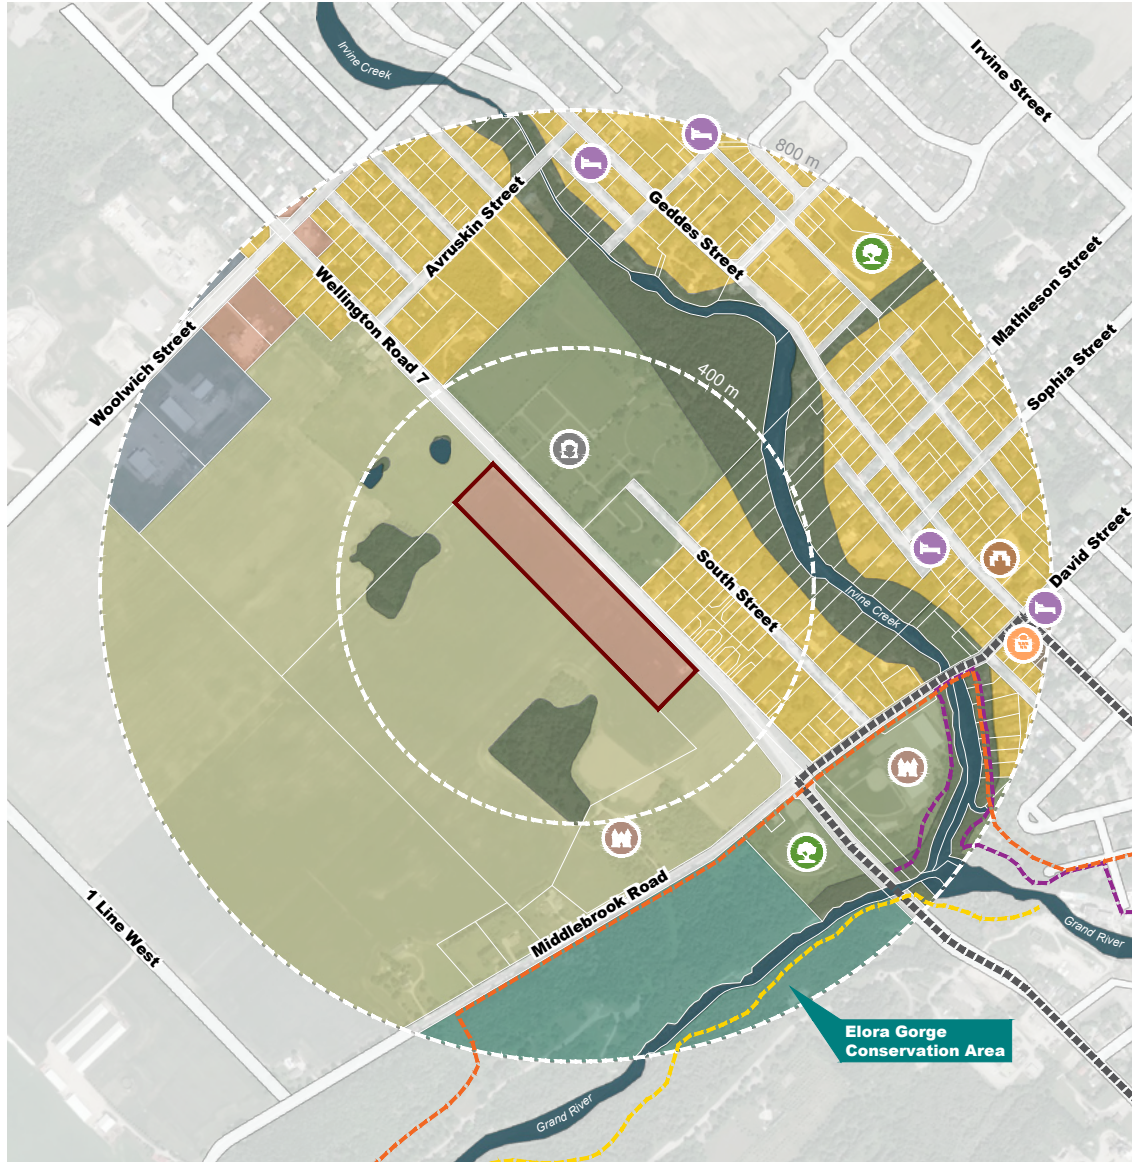 Irvine Creek
Irvine Street
800 m
Avruskin Street
Geddes Street
Wellington Road 7
Mathieson Street
Woolwich Street
Sophia Street
400 m
David Street
South Street
Irvine Creek
1 Line West
Middlebrook Road
Grand River
Elora Gorge
Conservation Area
Grand River